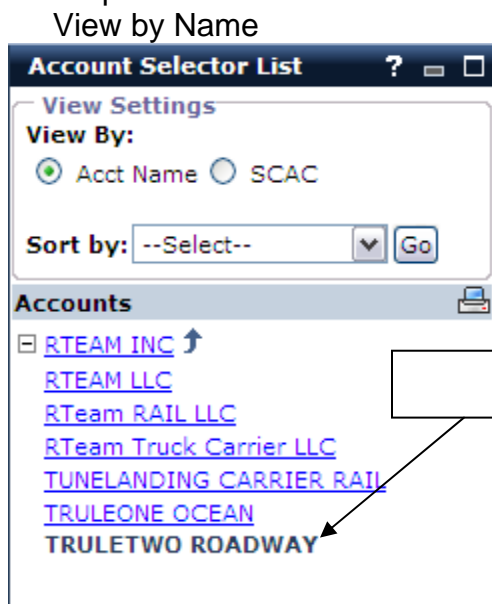 View by Name
Account Selector List ?
View Settings
View By:
Acct Name SCAC
Sort by: --Select-- Go
Accounts
RTEAM INC
RTEAM LLC
RTeam RAIL LLC
RTeam Truck Carrier LLC
TUNELANDING CARRIER RAIL
TRULEONE OCEAN
TRULETWO ROADWAY